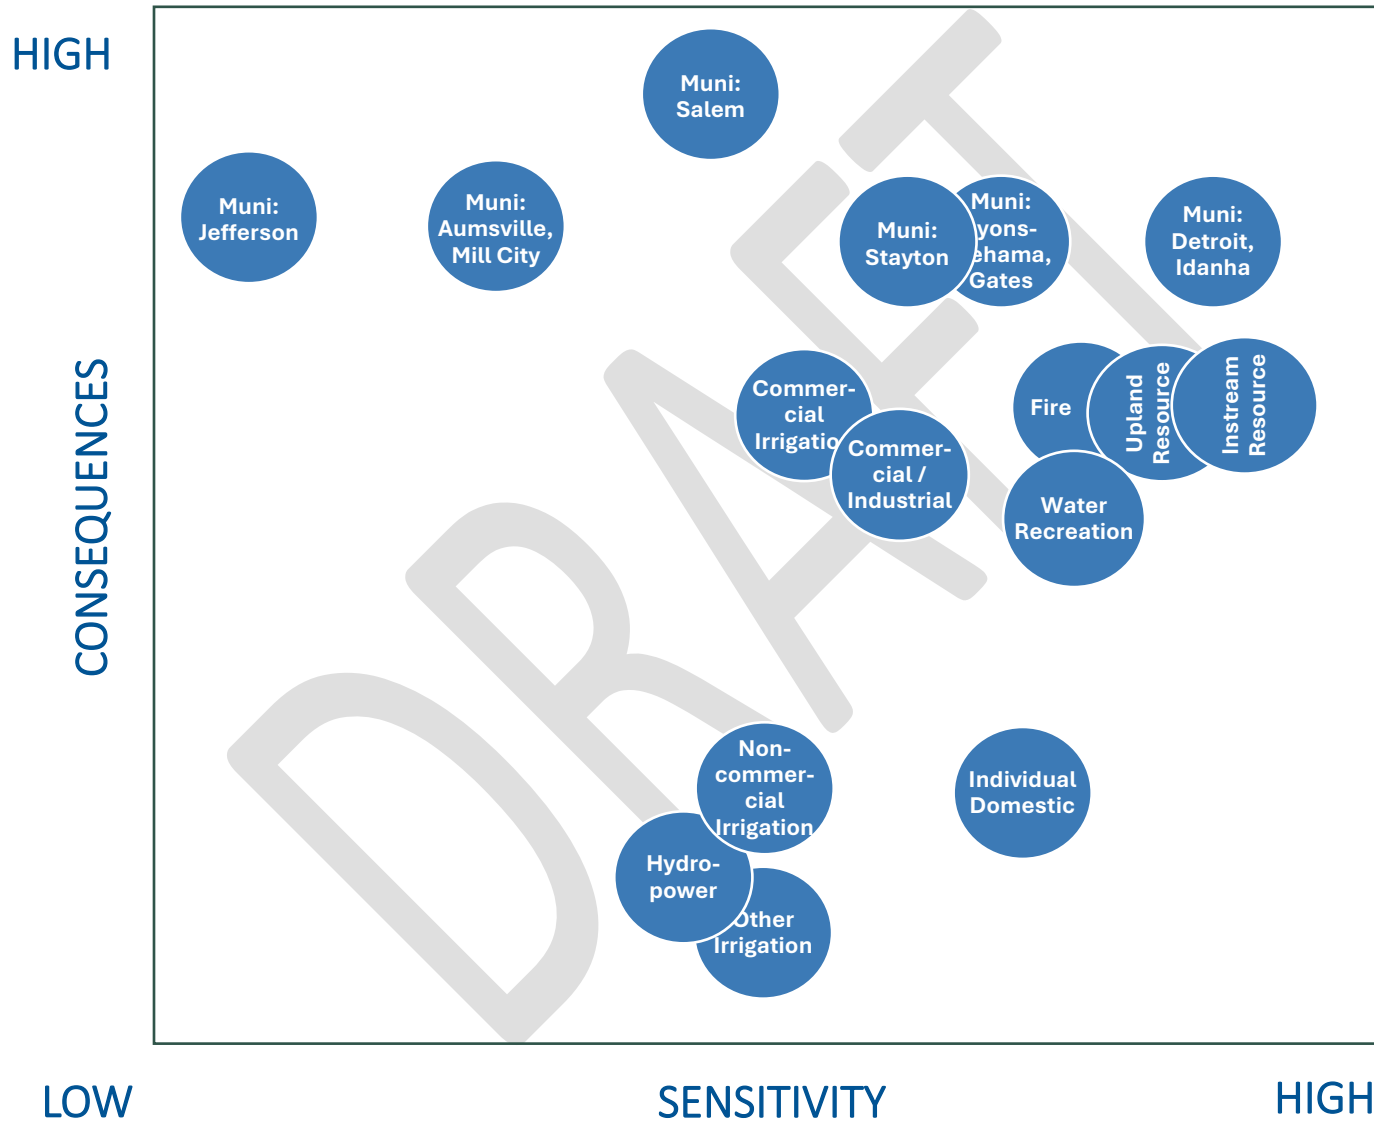 HIGH
Muni:
Salem
Muni:
Jefferson
Muni:
Aumsville,
Mill City
Muni:
Stayton
Muni:
yons-
ehama,
Gates
Muni:
Detroit,
Idanha
CONSEQUENCES
Commer-
cial
Irrigatio
Commer-
cial /
Industrial
Fire
Upland
Resource
Instream
Resource
Water
Recreation
DRAFT
Non-
commer-
cial
Irrigation
Individual
Domestic
Hydro-
power
Other
Irrigation
LOW
SENSITIVITY
HIGH